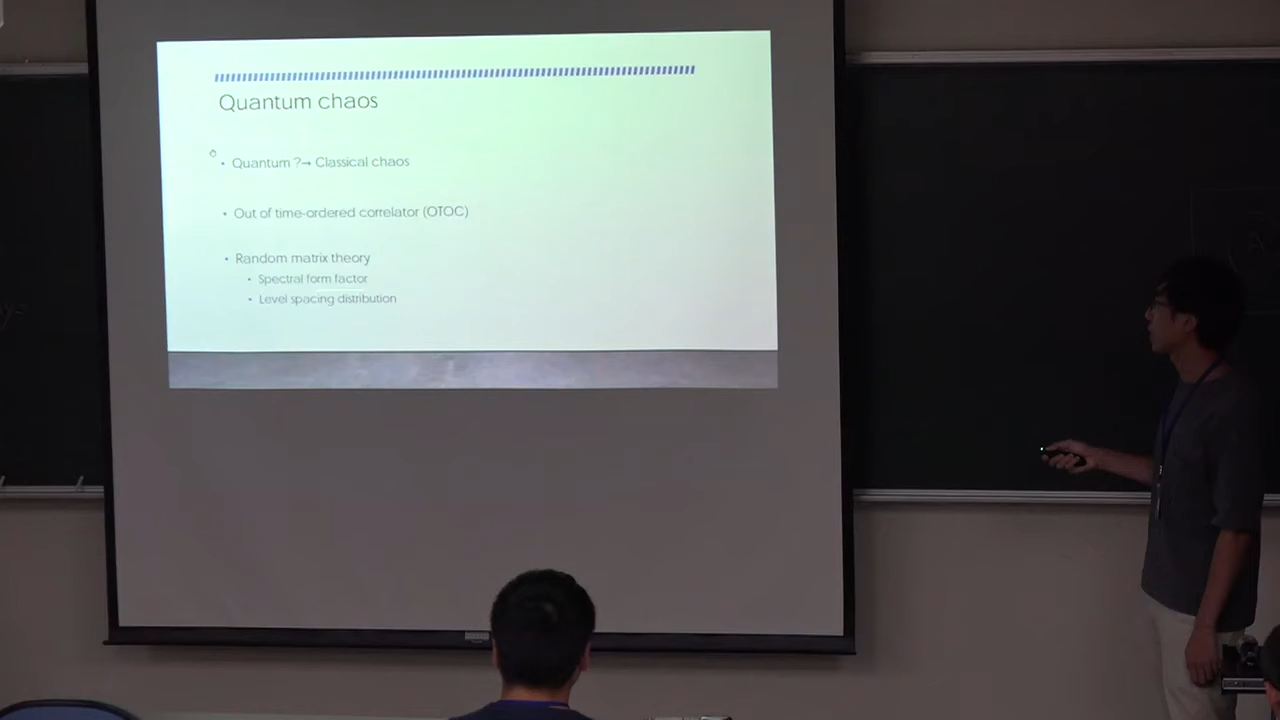 Quantum chaos
• Quantum ?→ Classical chaos
• Out of time-ordered correlator (OTOC)
• Random matrix theory
• Spectral form factor
• Level spacing distribution